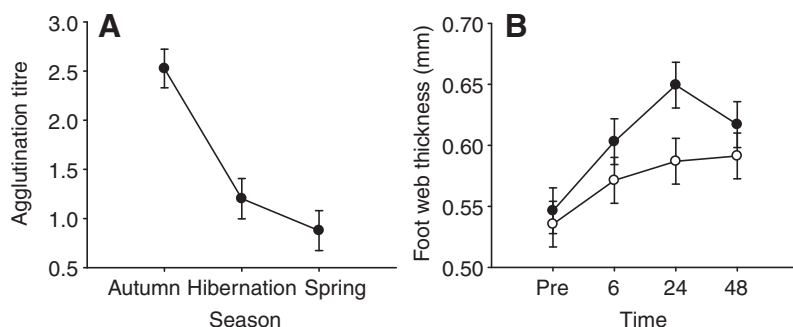 A
Agglutination titre
3.0
2.5
2.0
1.5
1.0
0.5
Autumn Hibernation Spring
Season
B
Foot web thickness (mm)
0.70
0.65
0.60
0.55
0.50
Pre 6 24 48
Time